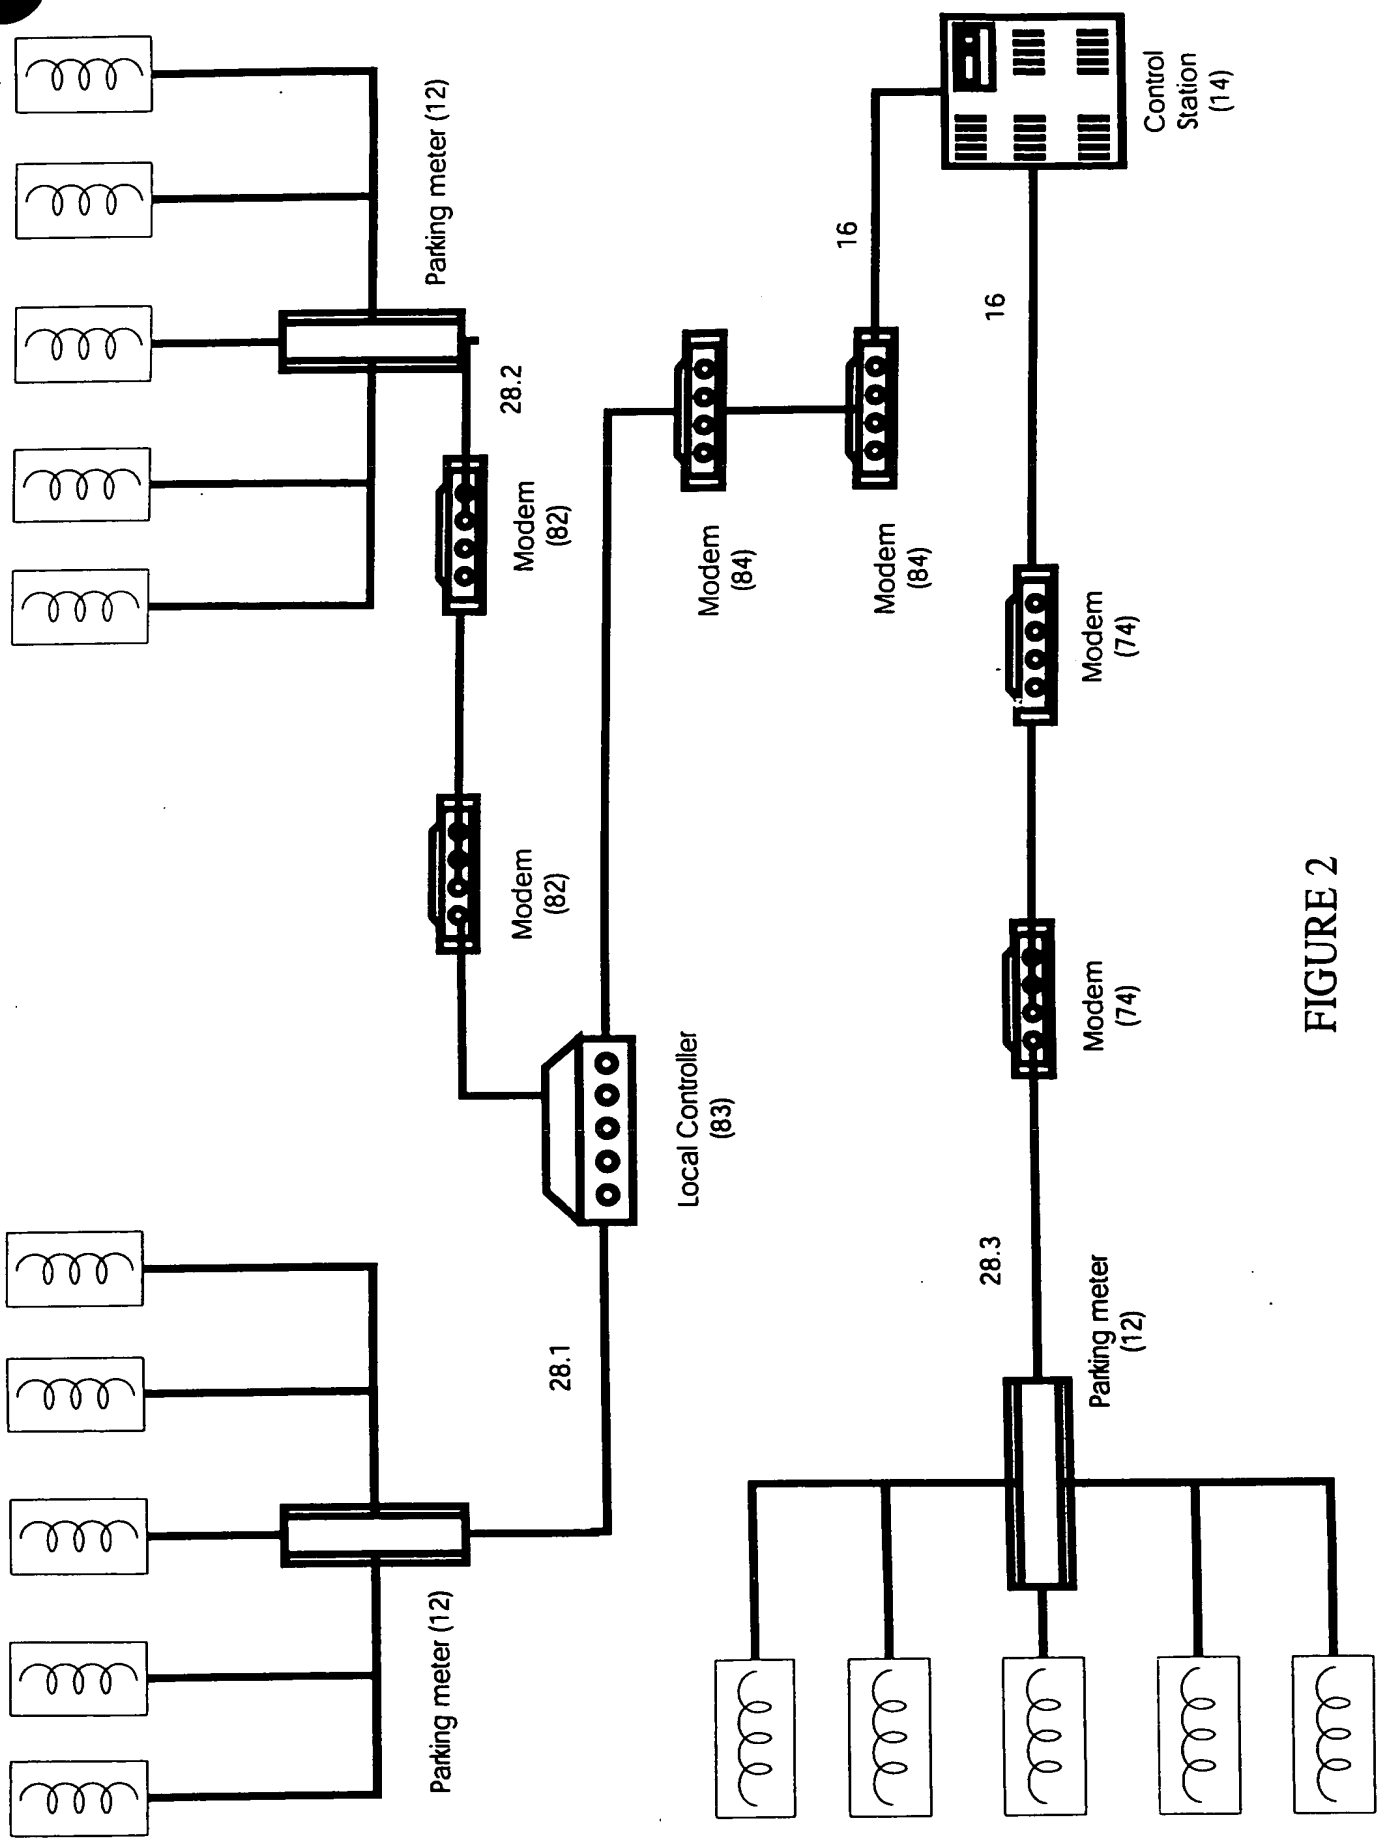 Parking meter (12)
28.1
Local Controller
(83)
Modem
(82)
Modem
(82)
28.2
Parking meter (12)
Modem
(84)
Modem
(84)
16
Parking meter
(12)
28.3
Modem
(74)
Modem
(74)
16
Control
Station
(14)
FIGURE 2